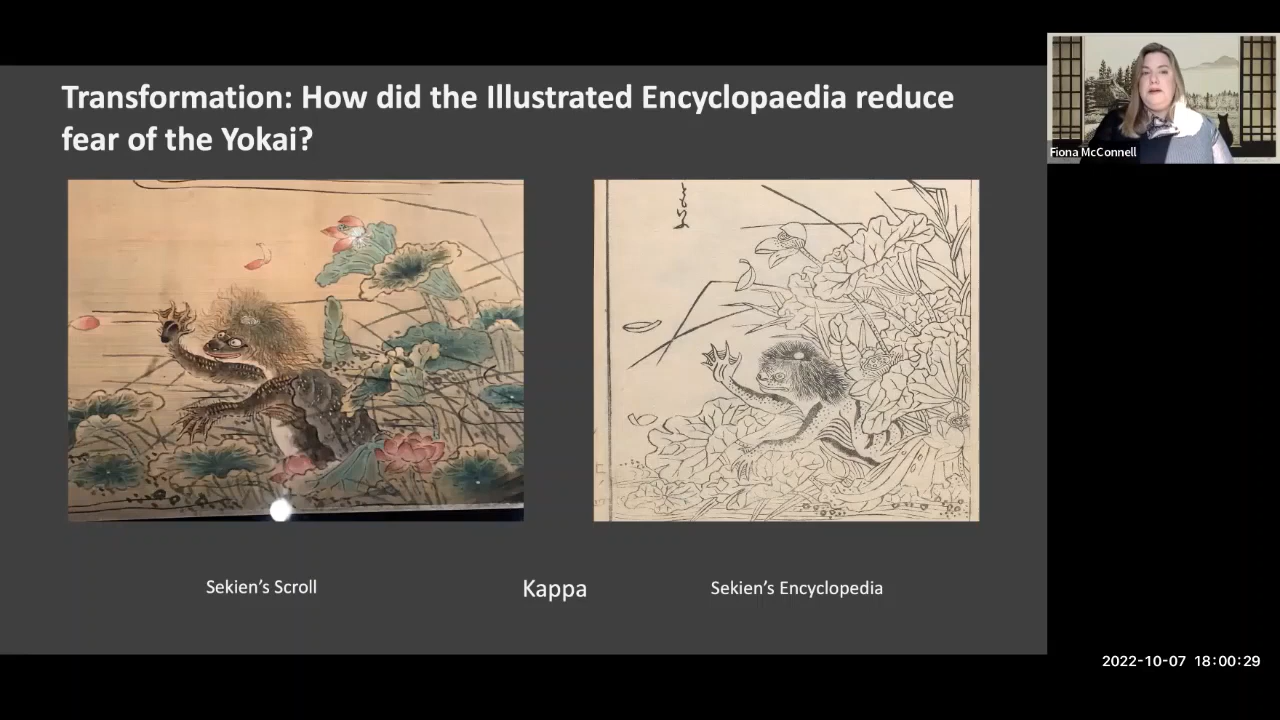 Transformation: How did the Illustrated Encyclopaedia reduce
fear of the Yokai?
Fiona McConnell
Sekien's Scroll
Kappa
Sekien's Encyclopedia
2022-10-07 18:00:29